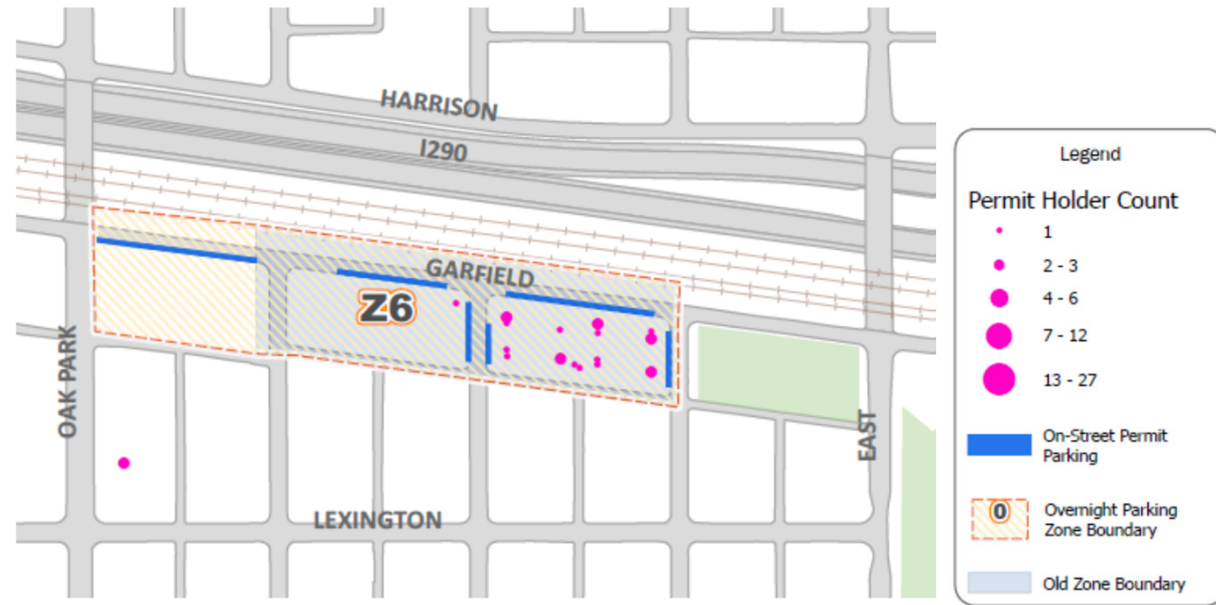 HARRISON
I290
GARFIELD
Z6
OAK PARK
EAST
LEXINGTON
Legend
Permit Holder Count
1
2 - 3
4 - 6
7 - 12
13 - 27
On-Street Permit
Parking
0
Overnight Parking
Zone Boundary
Old Zone Boundary